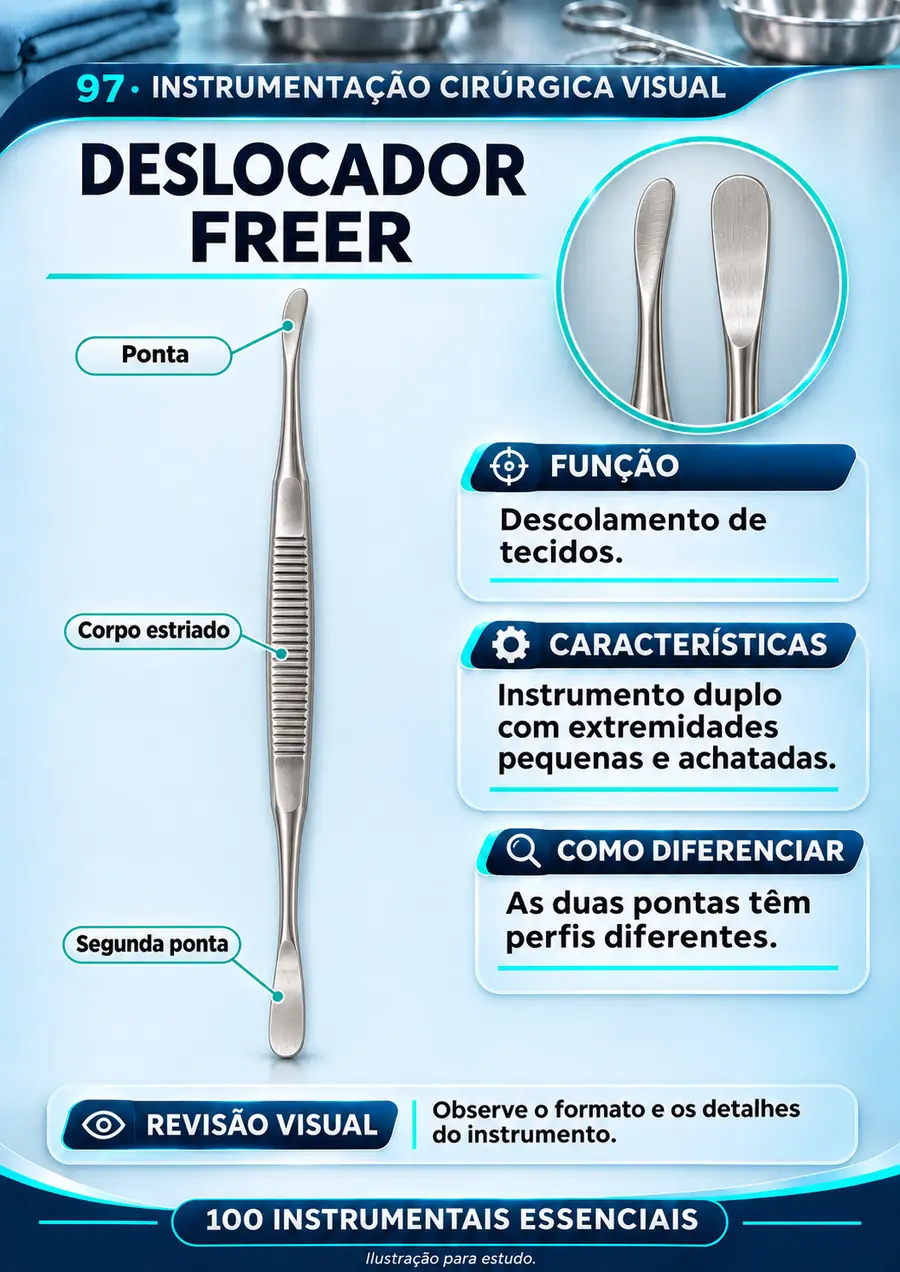 97 · INSTRUMENTAÇÃO CIRÚRGICA VISUAL
DESLOCADOR
FREER
Ponta
Corpo estriado
Segunda ponta
FUNÇÃO
Descolamento de
tecidos.
CARACTERÍSTICAS
Instrumento duplo
com extremidades
pequenas e achatadas.
COMO DIFERENCIAR
As duas pontas têm
perfis diferentes.
REVISÃO VISUAL
Observe o formato e os detalhes
do instrumento.
100 INSTRUMENTAIS ESSENCIAIS
Ilustração para estudo.